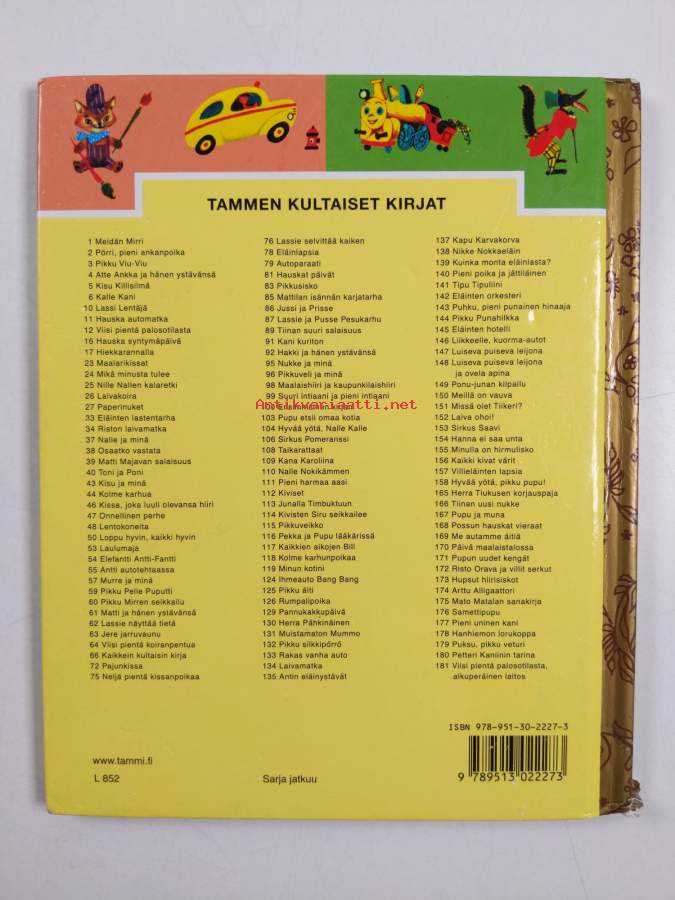 TAMMEN KULTAISET KIRJAT
1 Meidän Mirri
2 Pörri, pieni ankanpoika
3 Pikku Viu-Viu
4 Atte Ankka ja hänen ystävänsä
5 Kisu Killisilmä
6 Kalle Kani
10 Lassi Lentäjä
11 Hauska automatka
12 Viisi pientä palosotilasta
16 Hauska syntymäpäivä
17 Hiekkarannalla
23 Maalarikissat
24 Mikä minusta tulee
25 Nille Nallen kalaretki
26 Laivakoira
27 Paperinuket
33 Eläinten lastentarha
34 Riston laivamatka
37 Nalle ja minä
38 Osaatko vastata
39 Matti Majavan salaisuus
40 Toni ja Poni
43 Kisu ja minä
44 Kolme karhua
46 Kissa, joka luuli olevansa hiiri
47 Onnellinen perhe
48 Lentokoneita
50 Loppu hyvin, kaikki hyvin
53 Laulumaja
54 Elefantti Antti-Fantti
55 Antti autotehtaassa
57 Murre ja minä
59 Pikku Pelle Puputti
60 Pikku Mirren seikkailu
61 Matti ja hänen ystävänsä
62 Lassie näyttää tietä
63 Jere jarruvaunu
64 Viisi pientä koiranpentua
66 Kaikkein kultaisin kirja
72 Pajunkissa
75 Neljä pientä kissanpoikaa
76 Lassie selvittää kaiken
78 Eläinlapsia
79 Autoparaati
81 Hauskat päivät
83 Pikkusisko
85 Mattilan isännän karjatarha
86 Jussi ja Prisse
87 Lassie ja Pusse Pesukarhu
89 Tiinan suuri salaisuus
91 Kani kuriton
92 Hakki ja hänen ystävänsä
95 Nukke ja minä
96 Pikkuveli ja minä
98 Maalaishiiri ja kaupunkilaishiiri
99 Suuri intiaani ja pieni intiaani
Antikvariaatti.net
103 Pupu etsii omaa kotia
104 Hyvää yötä, Nalle Kalle
106 Sirkus Pomeranssi
108 Taikarattaat
109 Kana Karoliina
110 Nalle Nokikämmen
111 Pieni harmaa aasi
112 Kiviset
113 Junalla Timbuktuun
114 Kivisten Siru seikkailee
115 Pikkuveikko
116 Pekka ja Pupu lääkärissä
117 Kaikkien aikojen Bill
118 Kolme karhunpoikaa
119 Minun kotini
124 Ihmeauto Bang Bang
125 Pikku äiti
126 Rumpalipoika
129 Pannukakkupäivä
130 Herra Pähkinäinen
131 Muistamaton Mummo
132 Pikku silkkipörrö
133 Rakas vanha auto
134 Laivamatka
135 Antin eläinystävät
137 Kapu Karvakorva
138 Nikke Nokkaeläin
139 Kuinka monta eläinlasta?
140 Pieni poika ja jättiläinen
141 Tipu Tipuliini
142 Eläinten orkesteri
143 Puhku, pieni punainen hinaaja
144 Pikku Punahilkka
145 Eläinten hotelli
146 Liikkeelle, kuorma-autot
147 Luiseva puiseva leijona
148 Luiseva puiseva leijona
ja ovela apina
149 Ponu-junan kilpailu
150 Meillä on vauva
151 Missä olet Tiikeri?
152 Laiva ohoi!
153 Sirkus Saavi
154 Hanna ei saa unta
155 Minulla on hirmulisko
156 Kaikki kivat värit
157 Villieläinten lapsia
158 Hyvää yötä, pikku pupu!
165 Herra Tiukusen korjauspaja
166 Tiinan uusi nukke
167 Pupu ja muna
168 Possun hauskat vieraat
169 Me autamme äitiä
170 Päivä maalaistalossa
171 Pupun uudet kengät
172 Risto Orava ja villit serkut
173 Hupsut hiirisiskot
174 Arttu Alligaattori
175 Mato Matalan sanakirja
176 Samettipupu
177 Pieni uninen kani
178 Hanhiemon lorukoppa
179 Puksu, pikku veturi
180 Petteri Kaniinin tarina
181 Viisi pientä palosotilasta,
alkuperäinen laitos
ISBN 978-951-30-2227-3
9 789513 022273
www.tammi.fi
L 852
Sarja jatkuu